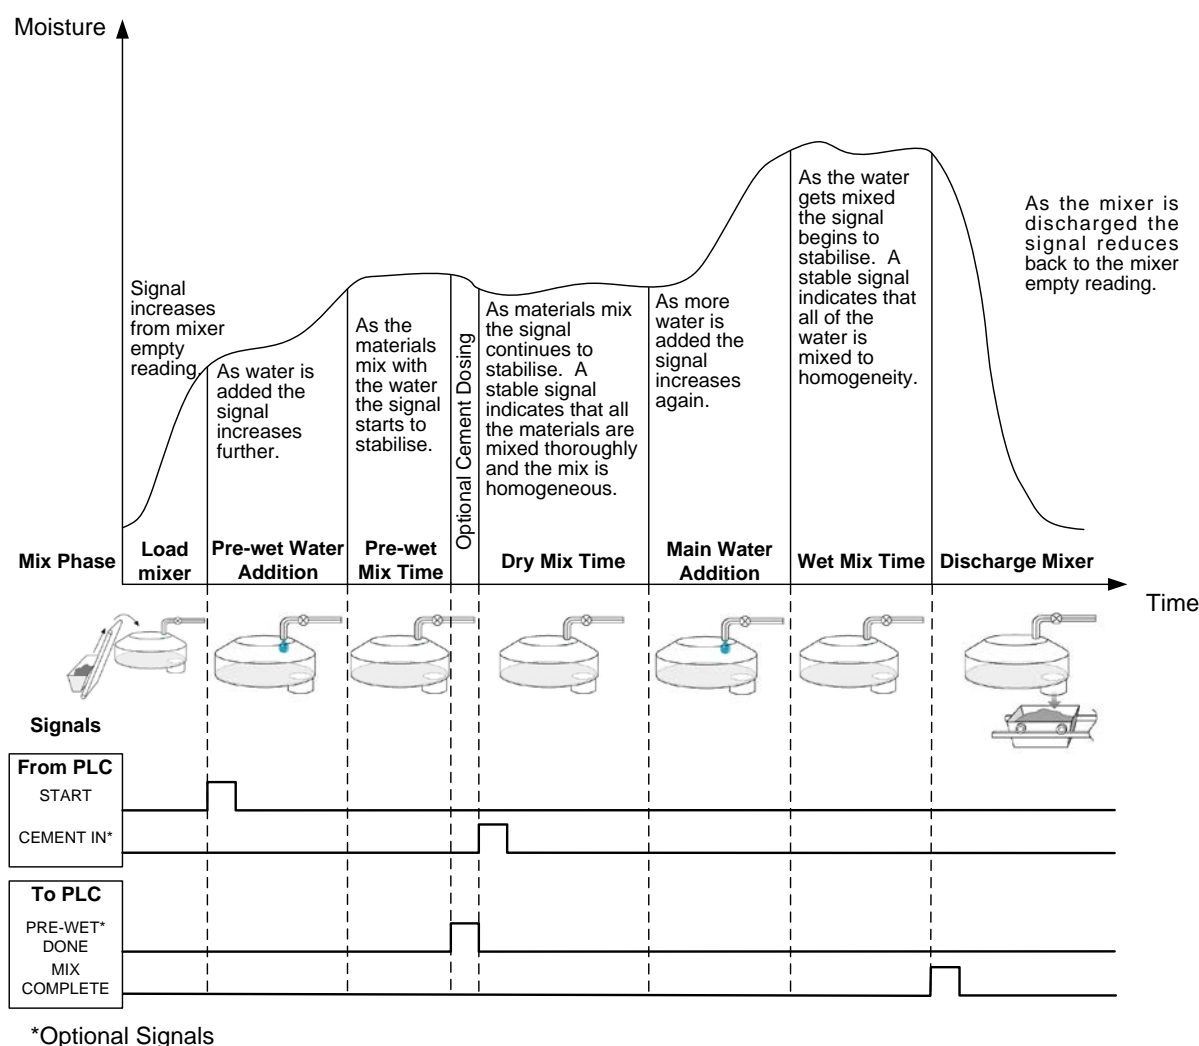 Moisture
Signal
increases
from mixer
empty
reading.
As water is
added the
signal
increases
further.
As the
materials
mix with
the water
the signal
starts to
stabilise.
Optional Cement Dosing
As materials mix
the signal
continues to
stabilise. A
stable signal
indicates that all
the materials are
mixed thoroughly
and the mix is
homogeneous.
As more
water is
added the
signal
increases
again.
As the water
gets mixed
the signal
begins to
stabilise. A
stable signal
indicates that
all of the
water is
mixed to
homogeneity.
As the mixer is
discharged the
signal reduces
back to the mixer
empty reading.
Mix Phase
Load
mixer
Pre-wet Water
Addition
Pre-wet
Mix Time
Dry Mix Time
Main Water
Addition
Wet Mix Time
Discharge Mixer
Time
Signals
From PLC
START
CEMENT IN*
To PLC
PRE-WET*
DONE
MIX
COMPLETE
*Optional Signals